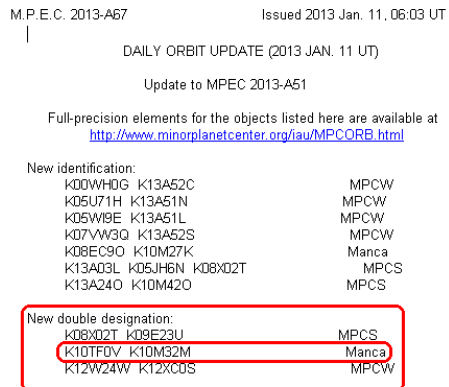 M.P.E.C. 2013-A67 Issued 2013 Jan. 11, 06:03 UT
DAILY ORBIT UPDATE (2013 JAN. 11 UT)
Update to MPEC 2013-A51
Full-precision elements for the objects listed here are available at
http://www.minorplanetcenter.org/iau/MPCORB.html
New identification:
K00WH0G K13A52C MPCW
K05U71H K13A51N MPCW
K05WI9E K13A51L MPCW
K07VW3Q K13A52S MPCW
K08EC9O K10M27K Manca
K13A03L K05JH6N K08X02T MPCS
K13A24O K10M42O MPCS
New double designation:
K08X02T K09E23U MPCS
K10TF0V K10M32M Manca
K12W24W K12XC0S MPCW